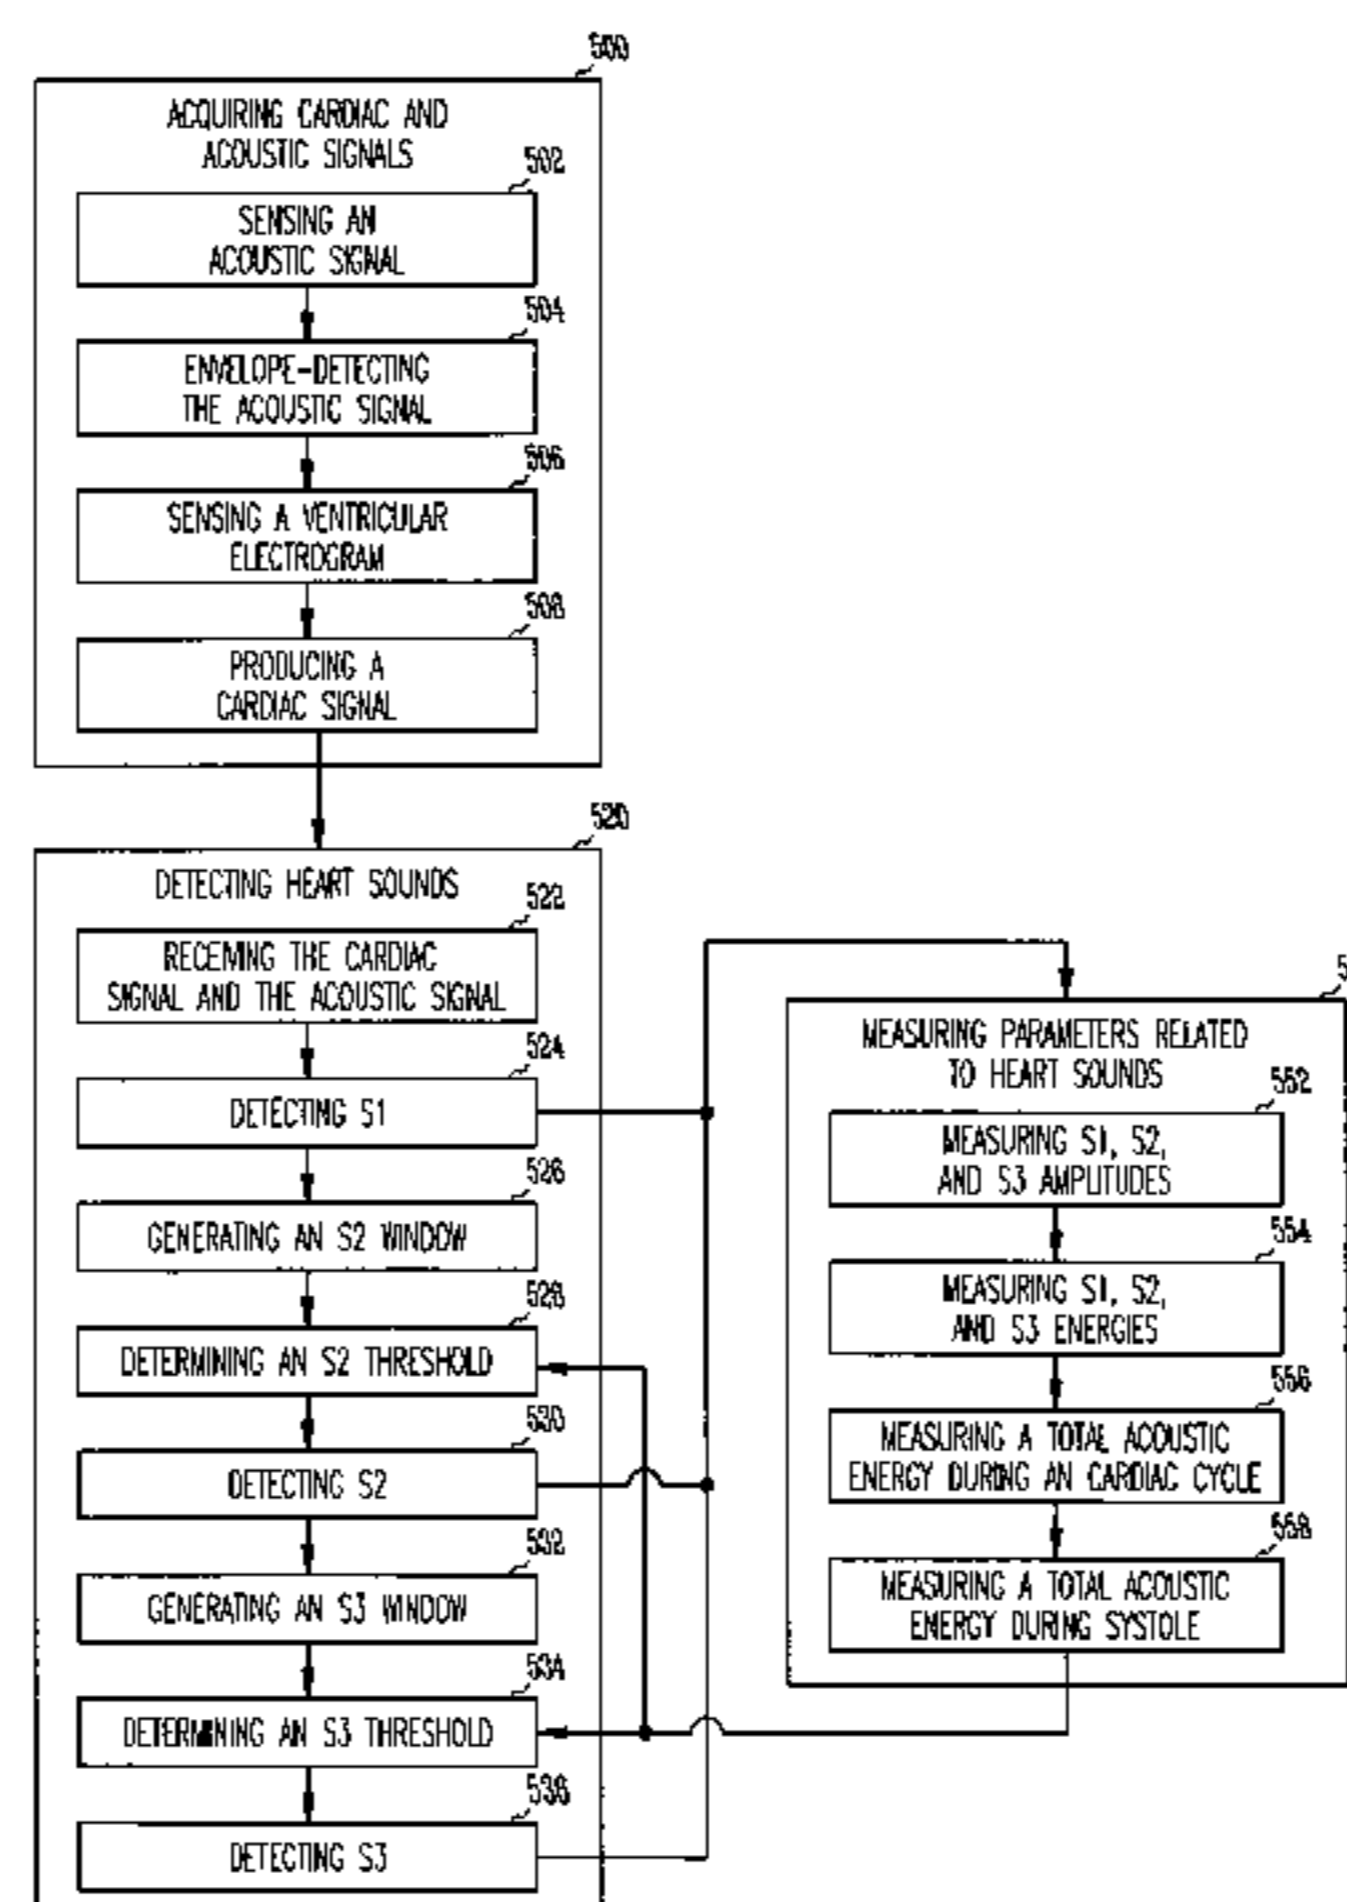 500
ACQUIRING CARDIAC AND
ACOUSTIC SIGNALS
502
SENSING AN
ACOUSTIC SIGNAL
504
ENVELOPE-DETECTING
THE ACOUSTIC SIGNAL
506
SENSING A VENTRICULAR
ELECTROGRAM
508
PRODUCING A
CARDIAC SIGNAL
520
DETECTING HEART SOUNDS
522
RECEIVING THE CARDIAC
SIGNAL AND THE ACOUSTIC SIGNAL
524
DETECTING S1
526
GENERATING AN S2 WINDOW
528
DETERMINING AN S2 THRESHOLD
530
DETECTING S2
532
GENERATING AN S3 WINDOW
534
DETERMINING AN S3 THRESHOLD
536
DETECTING S3
5
MEASURING PARAMETERS RELATED
TO HEART SOUNDS
552
MEASURING S1, S2,
AND S3 AMPLITUDES
554
MEASURING S1, S2,
AND S3 ENERGIES
556
MEASURING A TOTAL ACOUSTIC
ENERGY DURING AN CARDIAC CYCLE
558
MEASURING A TOTAL ACOUSTIC
ENERGY DURING SYSTOLE